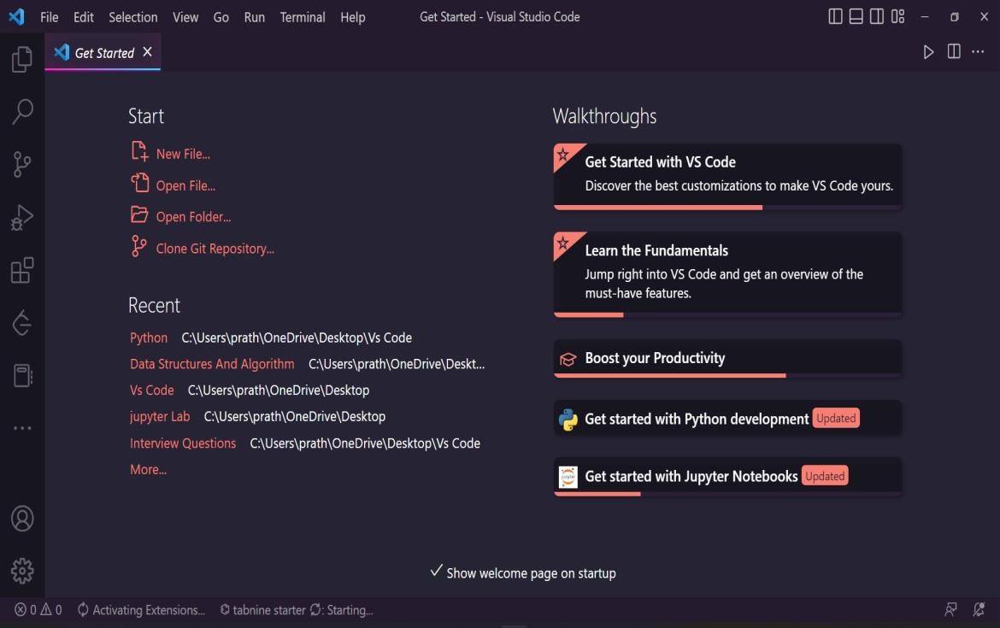 File Edit Selection View Go Run Terminal Help Get Started - Visual Studio Code
Get Started
Start
New File...
Open File...
Open Folder...
Clone Git Repository...
Recent
Python C:\Users\prath\OneDrive\Desktop\Vs Code
Data Structures And Algorithm C:\Users\prath\OneDrive\Deskt...
Vs Code C:\Users\prath\OneDrive\Desktop
jupyter Lab C:\Users\prath\OneDrive\Desktop
Interview Questions C:\Users\prath\OneDrive\Desktop\Vs Code
More...
Walkthroughs
Get Started with VS Code
Discover the best customizations to make VS Code yours.
Learn the Fundamentals
Jump right into VS Code and get an overview of the
must-have features.
Boost your Productivity
Get started with Python development Updated
Get started with Jupyter Notebooks Updated
Show welcome page on startup
0 0 Activating Extensions... tabnine starter : Starting...